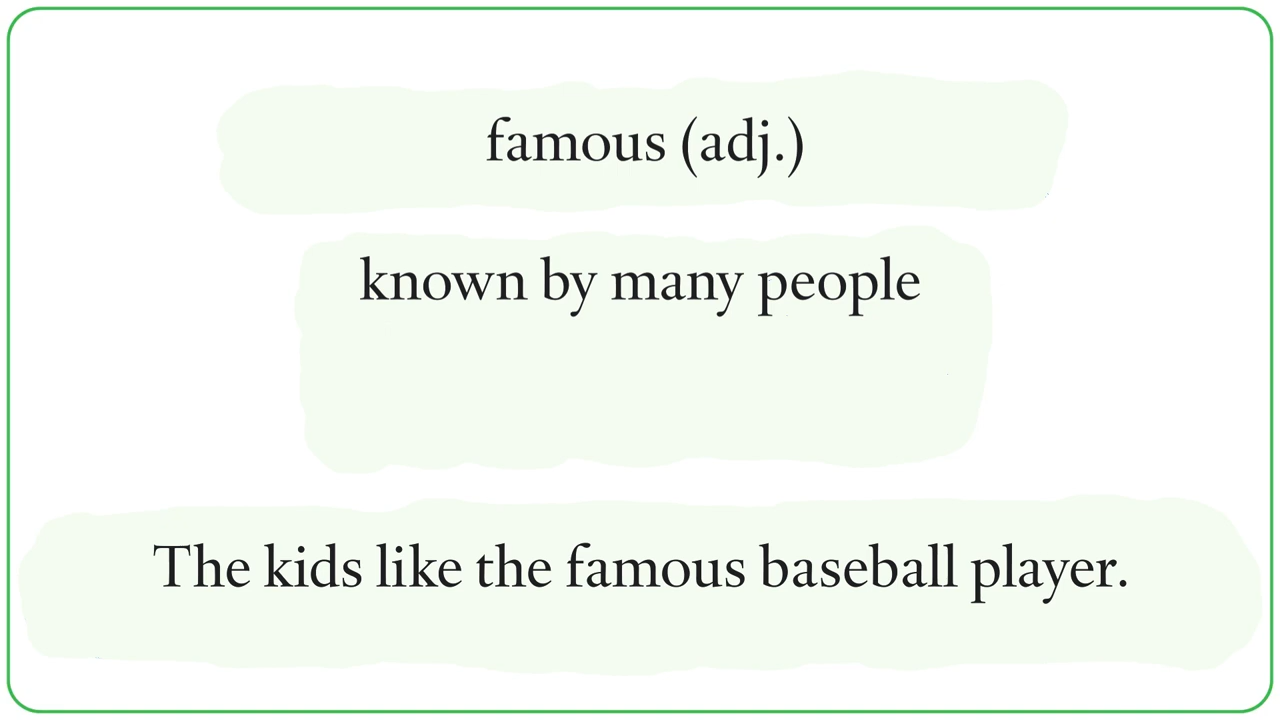 famous (adj.)
known by many people
The kids like the famous baseball player.